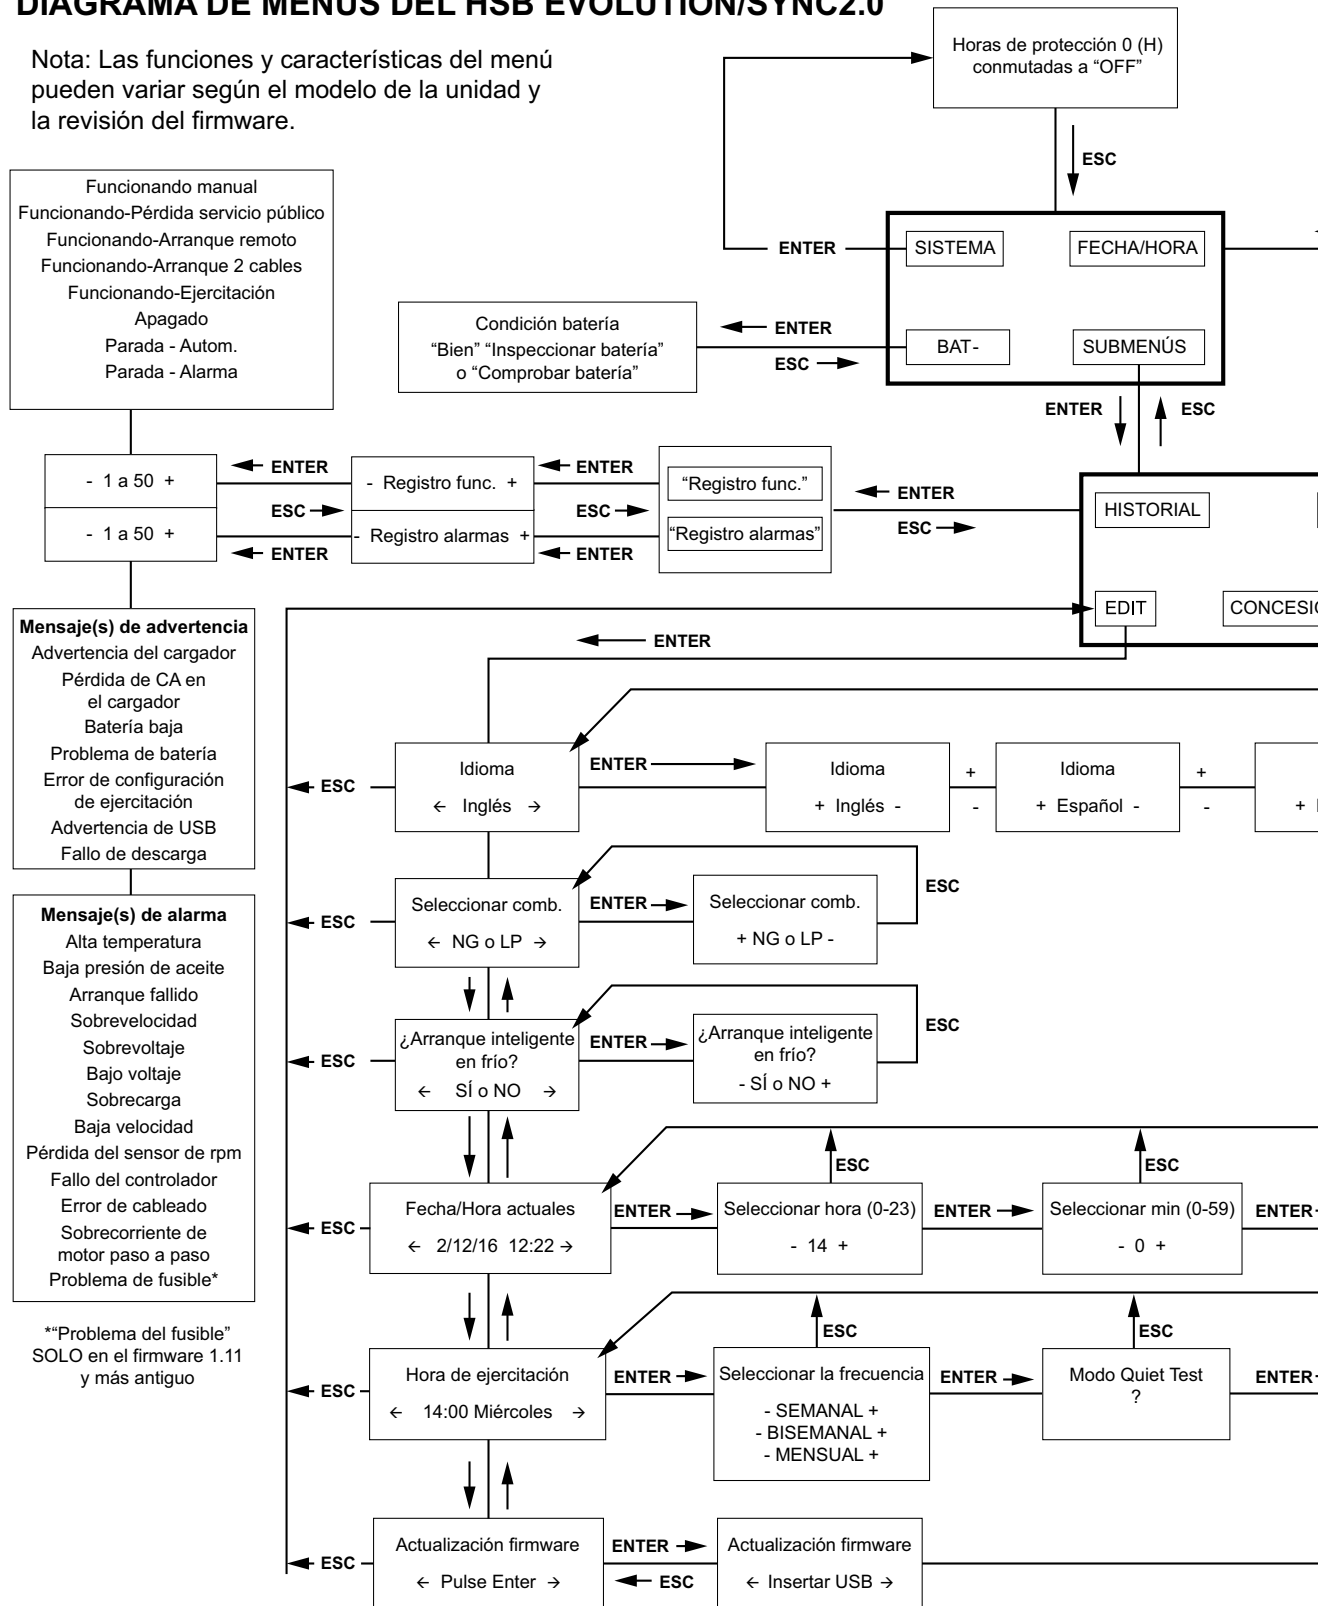 DIAGRAMA DE MENÚS DEL HSB EVOLUTION/SYNC2.0
Nota: Las funciones y características del menú
pueden variar según el modelo de la unidad y
la revisión del firmware.
Horas de protección 0 (H)
conmutadas a “OFF”
ESC
Funcionando manual
Funcionando-Pérdida servicio público
Funcionando-Arranque remoto
Funcionando-Arranque 2 cables
Funcionando-Ejercitación
Apagado
Parada - Autom.
Parada - Alarma
ENTER
SISTEMA
FECHA/HORA
Condición batería
“Bien” “Inspeccionar batería”
o “Comprobar batería”
ENTER
ESC
BAT-
SUBMENÚS
ENTER
ESC
- 1 a 50 +
- 1 a 50 +
ENTER
ESC
ENTER
- Registro func. +
- Registro alarmas +
ENTER
ESC
ENTER
“Registro func.”
“Registro alarmas”
ENTER
ESC
HISTORIAL
EDIT
ENTER
Mensaje(s) de advertencia
Advertencia del cargador
Pérdida de CA en
el cargador
Batería baja
Problema de batería
Error de configuración
de ejercitación
Advertencia de USB
Fallo de descarga
Mensaje(s) de alarma
Alta temperatura
Baja presión de aceite
Arranque fallido
Sobrevelocidad
Sobrevoltaje
Bajo voltaje
Sobrecarga
Baja velocidad
Pérdida del sensor de rpm
Fallo del controlador
Error de cableado
Sobrecorriente de
motor paso a paso
Problema de fusible*
*“Problema del fusible”
SOLO en el firmware 1.11
y más antiguo
ESC
Idioma
← Inglés →
ENTER
Idioma
+ Inglés -
+
-
Idioma
+ Español -
+
-
+
ESC
Seleccionar comb.
← NG o LP →
ENTER
Seleccionar comb.
+ NG o LP -
ESC
ESC
¿Arranque inteligente
en frío?
← SÍ o NO →
ENTER
¿Arranque inteligente
en frío?
- SÍ o NO +
ESC
ESC
Fecha/Hora actuales
← 2/12/16 12:22 →
ENTER
ESC
Seleccionar hora (0-23)
- 14 +
ENTER
ESC
Seleccionar min (0-59)
- 0 +
ENTER
ESC
Hora de ejercitación
← 14:00 Miércoles →
ENTER
ESC
Seleccionar la frecuencia
- SEMANAL +
- BISEMANAL +
- MENSUAL +
ENTER
ESC
Modo Quiet Test
?
ENTER
ESC
Actualización firmware
← Pulse Enter →
ENTER
ESC
Actualización firmware
← Insertar USB →